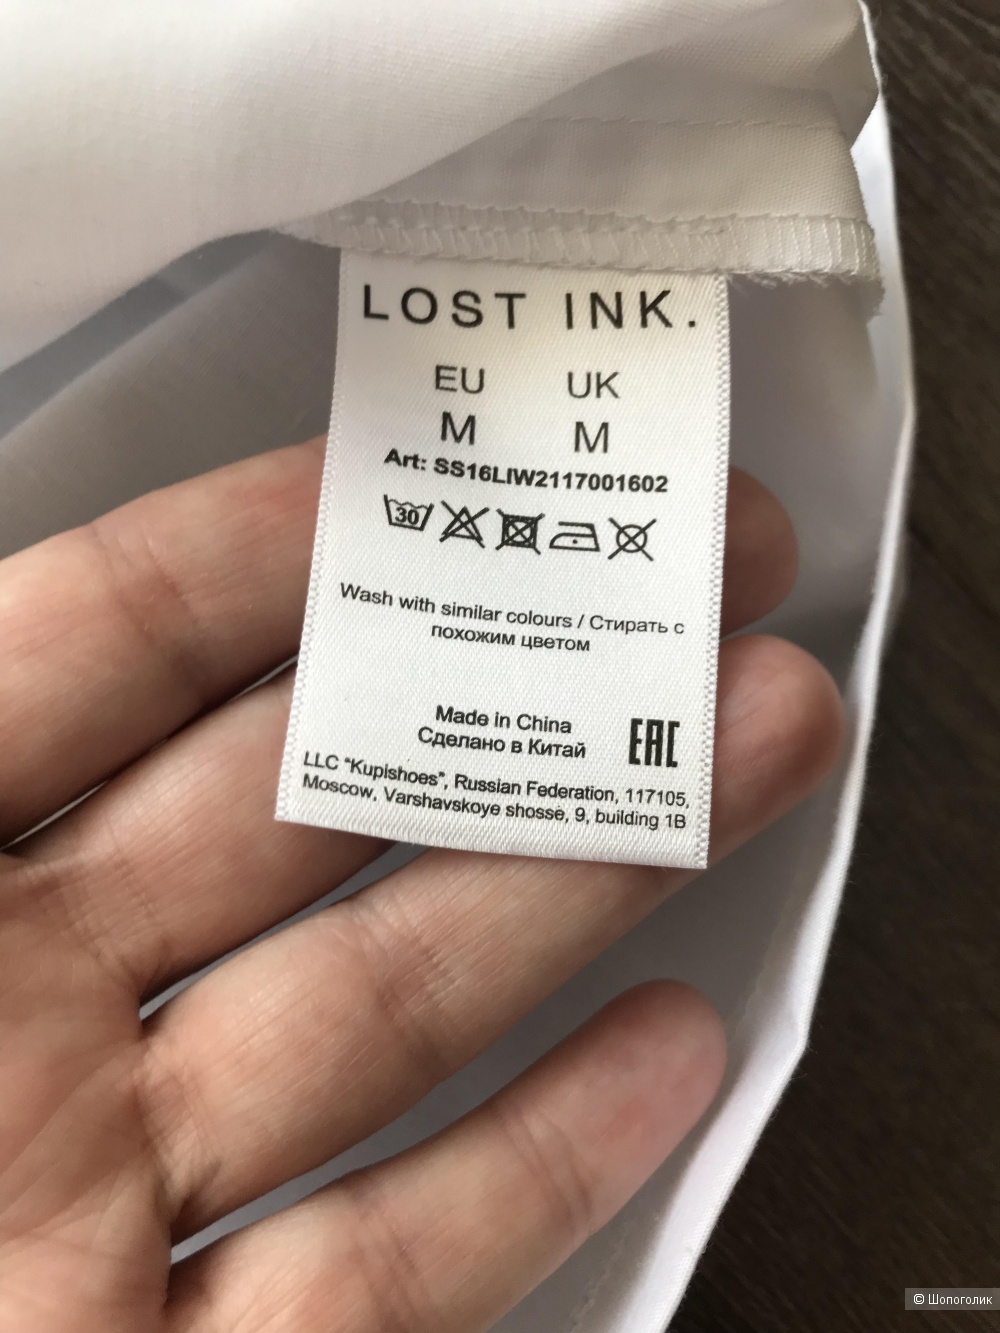 LOST INK.
EU UK
M M
Art: SS16LIW2117001602
30
Wash with similar colours / Стирать с
похожим цветом
Made in China
Сделано в Китай
EAC
LLC "Kupishoes", Russian Federation, 117105,
Moscow, Varshavskoye shosse, 9, building 1B
© Шопоголик